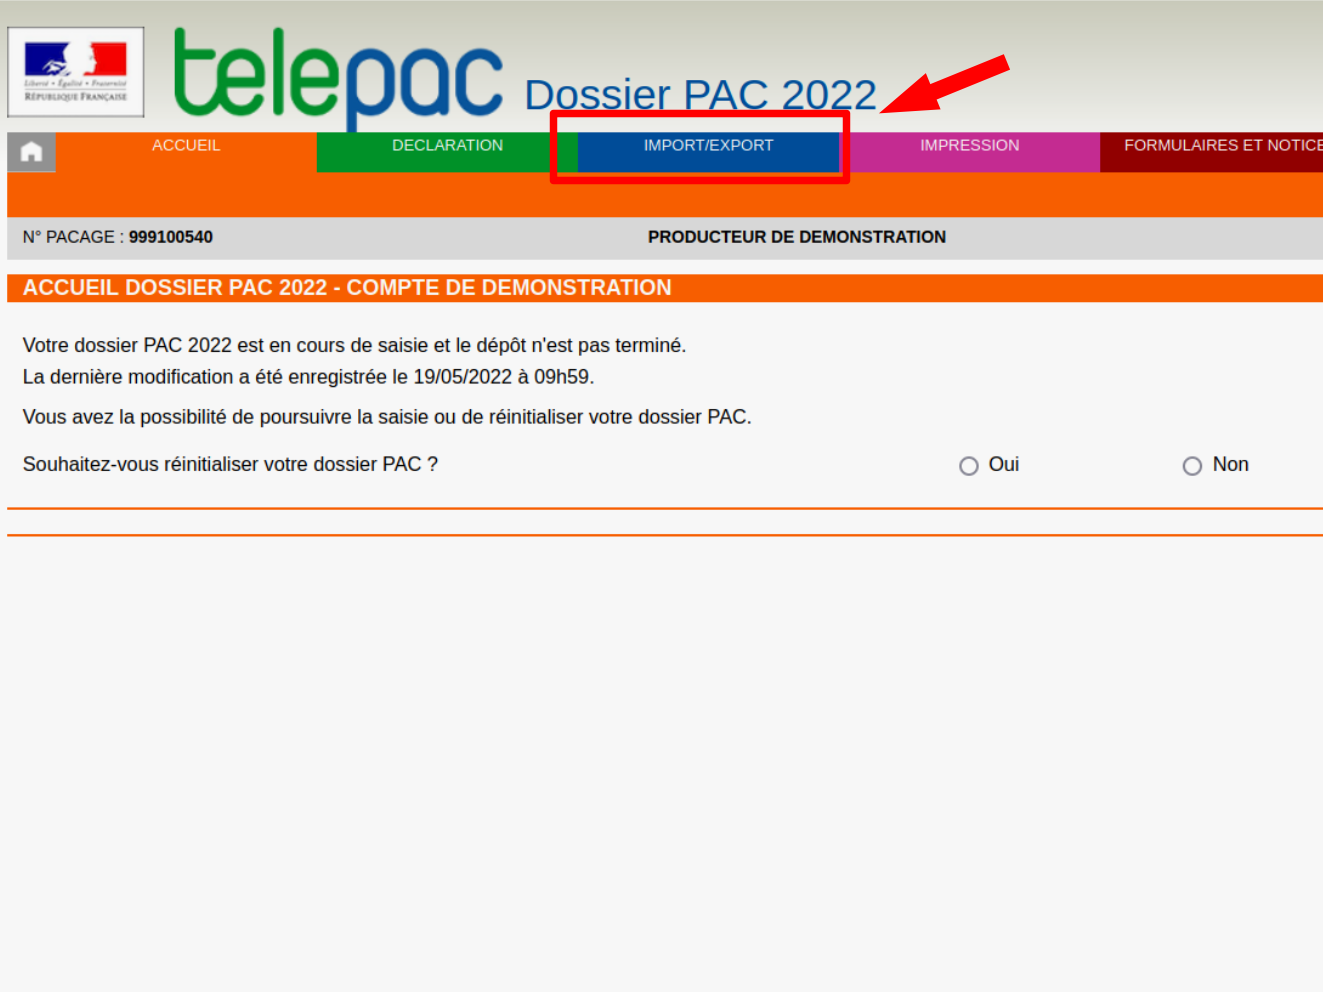 Liberté • Égalité • Fraternité
RÉPUBLIQUE FRANÇAISE
telepac
Dossier PAC 2022
ACCUEIL
DECLARATION
IMPORT/EXPORT
IMPRESSION
FORMULAIRES ET NOTICE
N° PACAGE : 999100540
PRODUCTEUR DE DEMONSTRATION
ACCUEIL DOSSIER PAC 2022 - COMPTE DE DEMONSTRATION
Votre dossier PAC 2022 est en cours de saisie et le dépôt n'est pas terminé.
La dernière modification a été enregistrée le 19/05/2022 à 09h59.
Vous avez la possibilité de poursuivre la saisie ou de réinitialiser votre dossier PAC.
Souhaitez-vous réinitialiser votre dossier PAC ?
Oui
Non